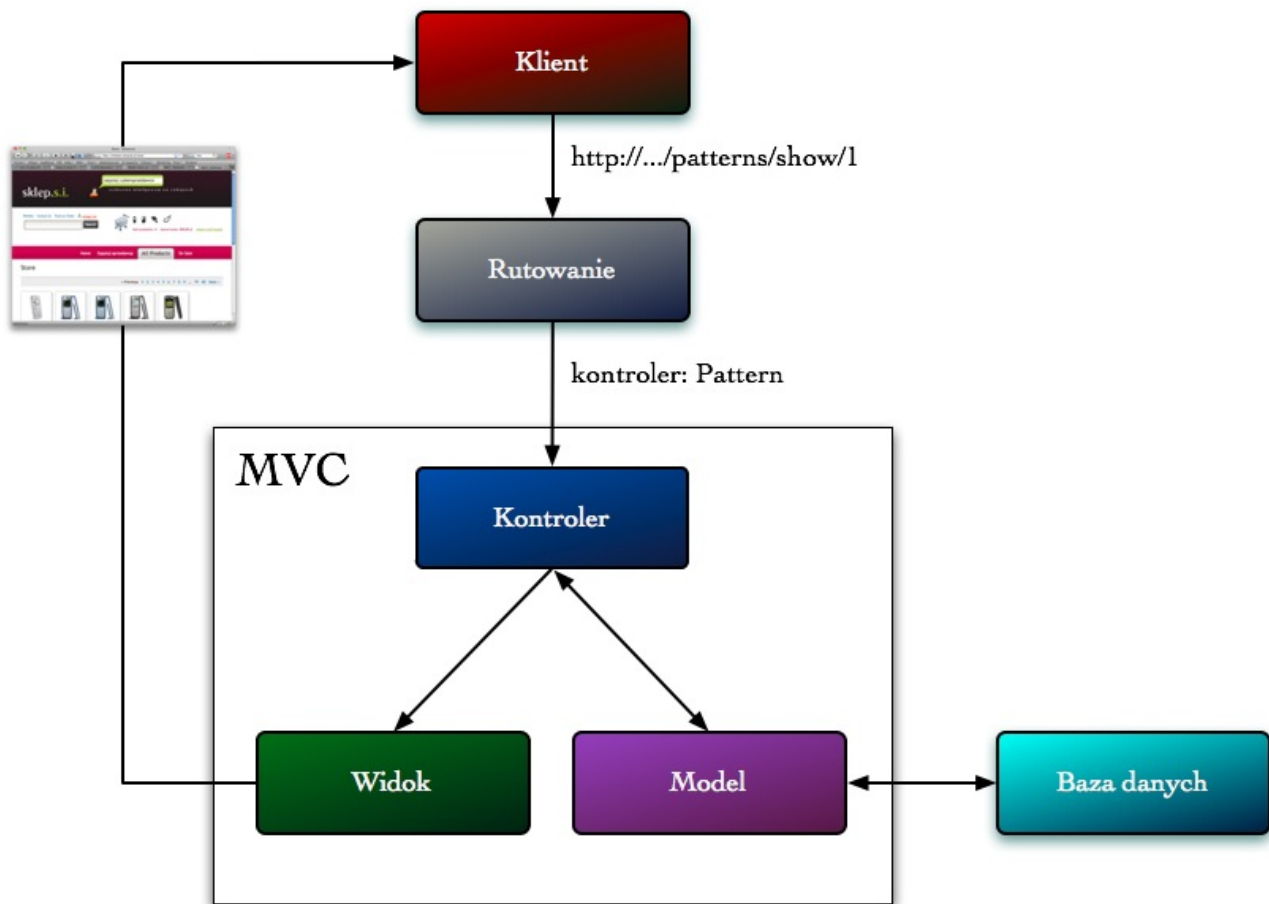 Klient
http://.../patterns/show/1
sklep.s.i.
Rutowanie
Store
kontroler: Pattern
MVC
Kontroler
Widok
Model
Baza danych